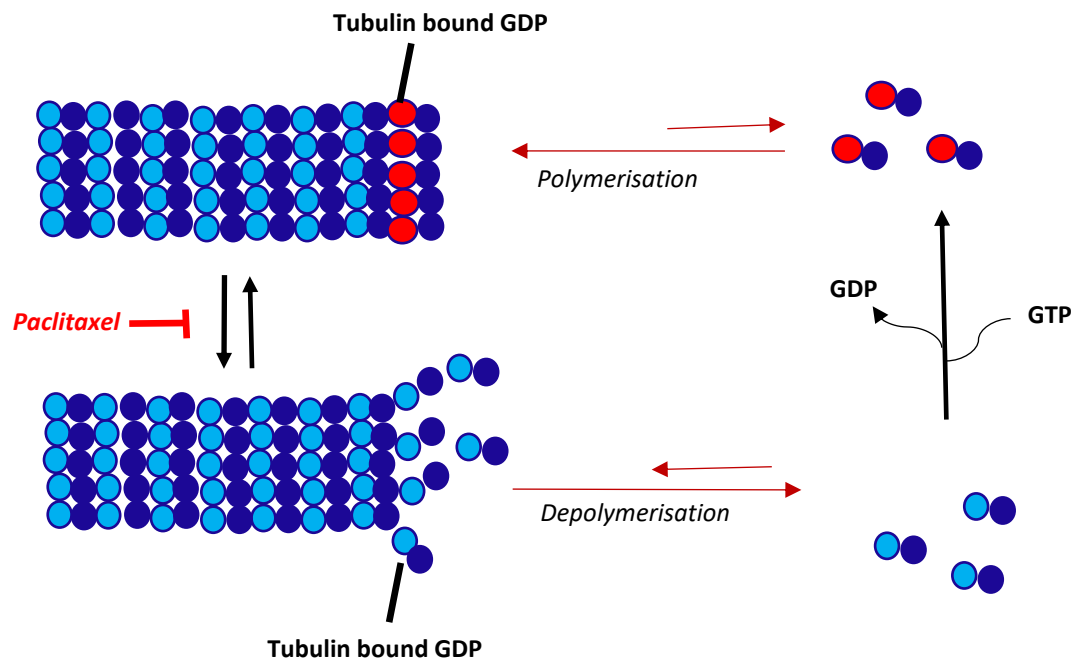 Tubulin bound GDP
Polymerisation
GDP
GTP
Paclitaxel
Depolymerisation
Tubulin bound GDP